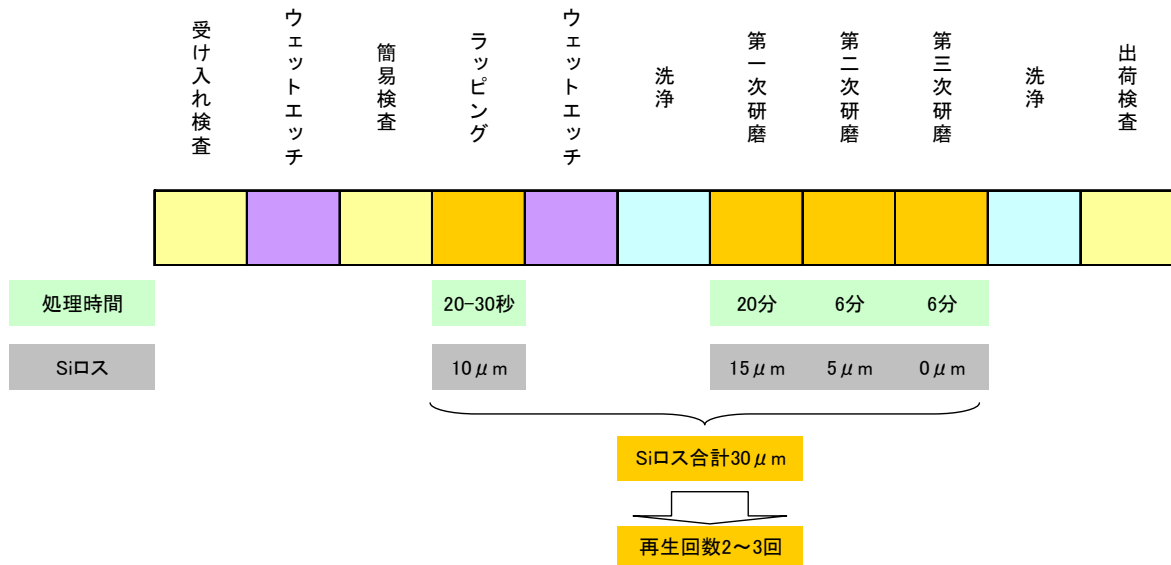 受け入れ検査
ウェットエッチ
簡易検査
ラッピング
ウェットエッチ
洗浄
第一次研磨
第二次研磨
第三次研磨
洗浄
出荷検査
処理時間 20-30秒 20分 6分 6分
Siロス 10μm 15μm 5μm 0μm
Siロス合計30μm
再生回数2～3回